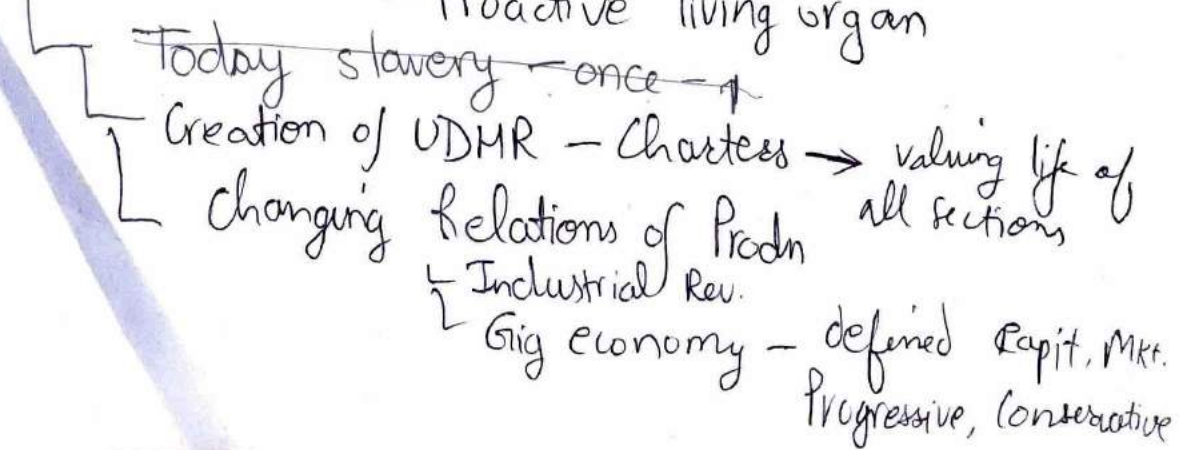 Proactive living organ
Today slavery - once -
Creation of UDHR - Charters → valuing life of
all sections
Changing Relations of Prodn
Industrial Rev.
Gig economy - defined Capit. Mkt.
Progressive, Conservative